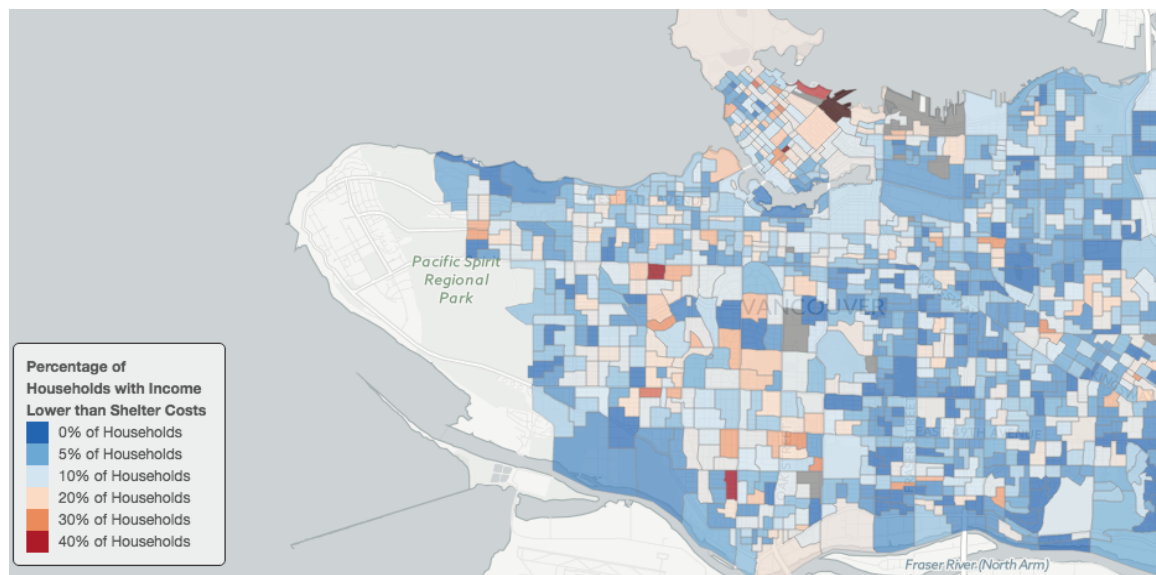 Pacific Spirit
Regional
Park
VANCOUVER
Percentage of
Households with Income
Lower than Shelter Costs
0% of Households
5% of Households
10% of Households
20% of Households
30% of Households
40% of Households
Fraser River (North Arm)